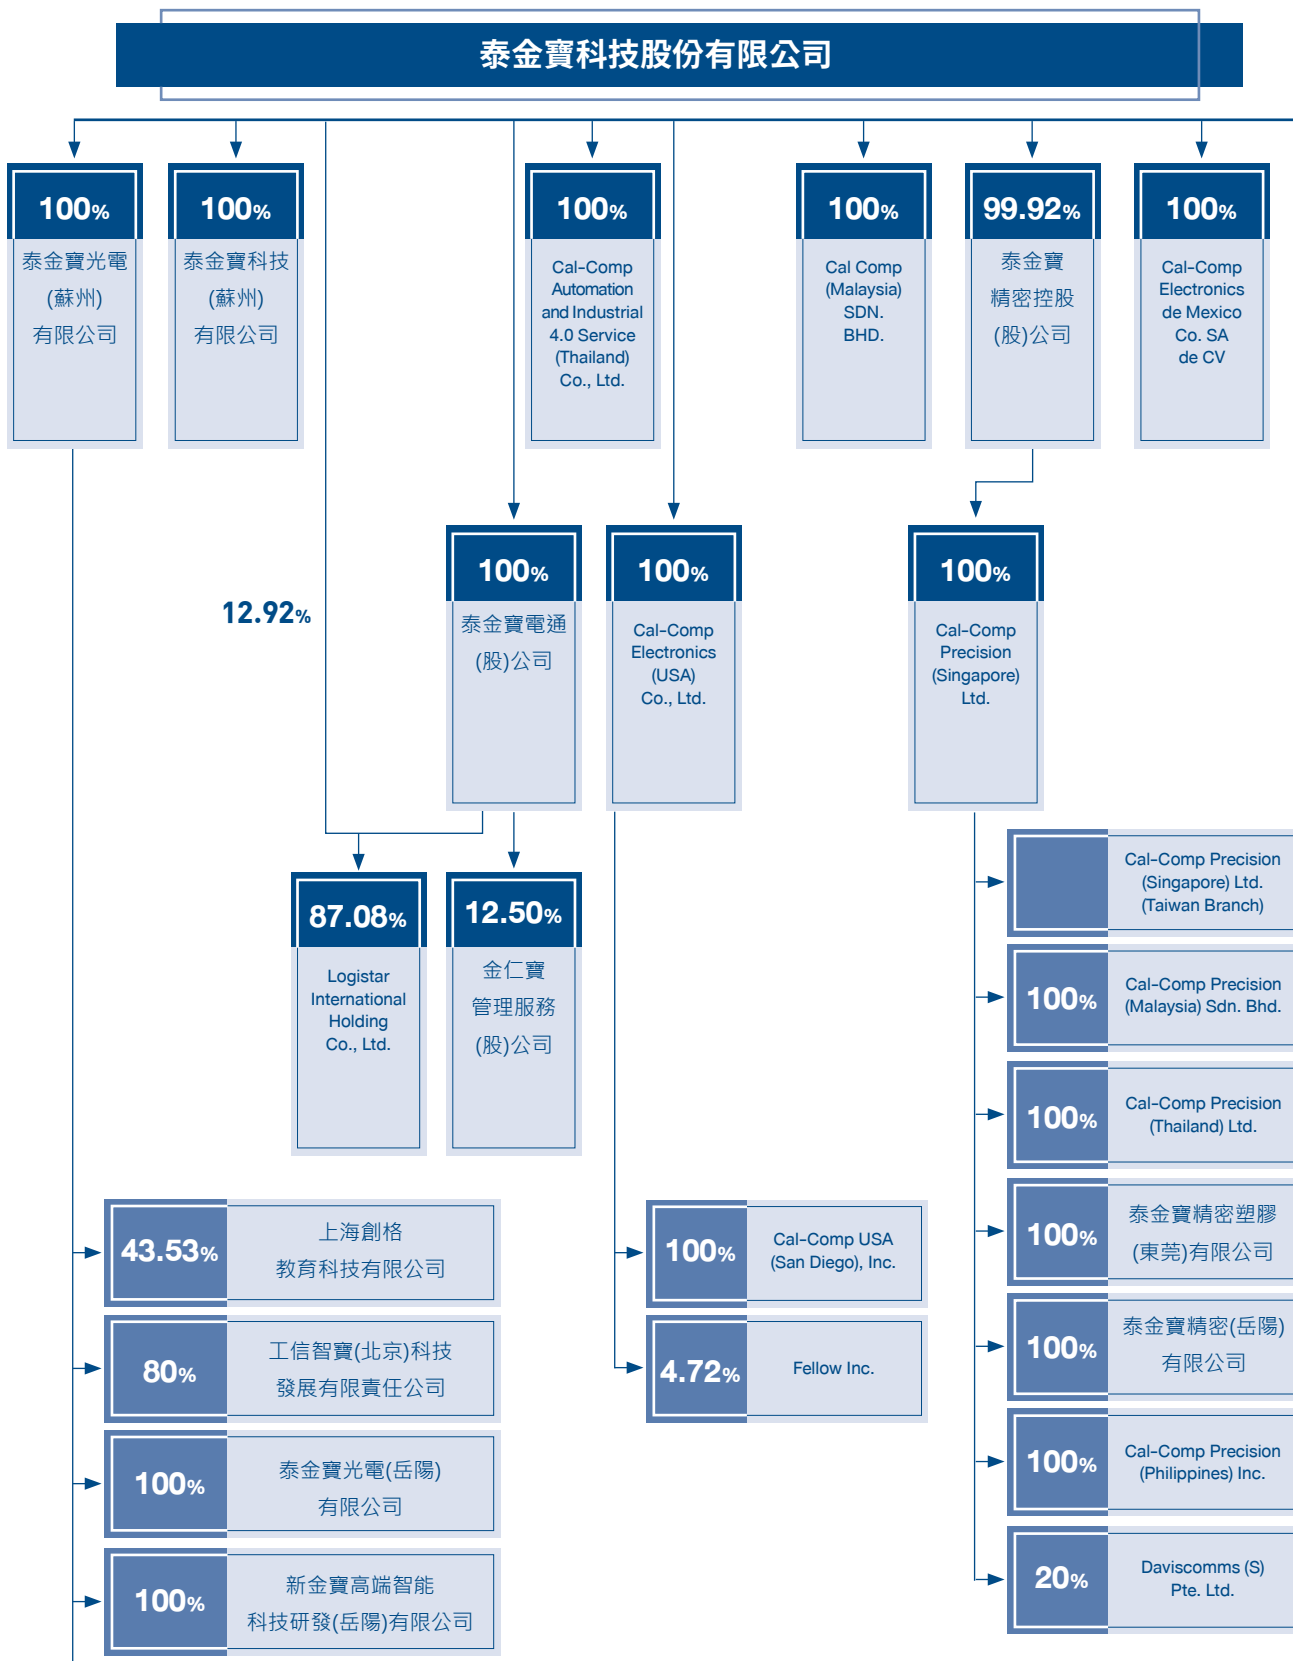 泰金寶科技股份有限公司
100%
泰金寶光電
(蘇州)
有限公司
100%
泰金寶科技
(蘇州)
有限公司
100%
Cal-Comp
Automation
and Industrial
4.0 Service
(Thailand)
Co., Ltd.
100%
Cal Comp
(Malaysia)
SDN.
BHD.
99.92%
泰金寶
精密控股
(股)公司
100%
Cal-Comp
Electronics
de Mexico
Co. SA
de CV
12.92%
100%
泰金寶電通
(股)公司
100%
Cal-Comp
Electronics
(USA)
Co., Ltd.
100%
Cal-Comp
Precision
(Singapore)
Ltd.
87.08%
Logistar
International
Holding
Co., Ltd.
12.50%
金仁寶
管理服務
(股)公司
Cal-Comp Precision
(Singapore) Ltd.
(Taiwan Branch)
100%
Cal-Comp Precision
(Malaysia) Sdn. Bhd.
100%
Cal-Comp Precision
(Thailand) Ltd.
100%
泰金寶精密塑膠
(東莞)有限公司
100%
泰金寶精密(岳陽)
有限公司
100%
Cal-Comp Precision
(Philippines) Inc.
20%
Daviscomms (S)
Pte. Ltd.
43.53%
上海創格
教育科技有限公司
80%
工信智寶(北京)科技
發展有限責任公司
100%
泰金寶光電(岳陽)
有限公司
100%
新金寶高端智能
科技研發(岳陽)有限公司
100%
Cal-Comp USA
(San Diego), Inc.
4.72%
Fellow Inc.